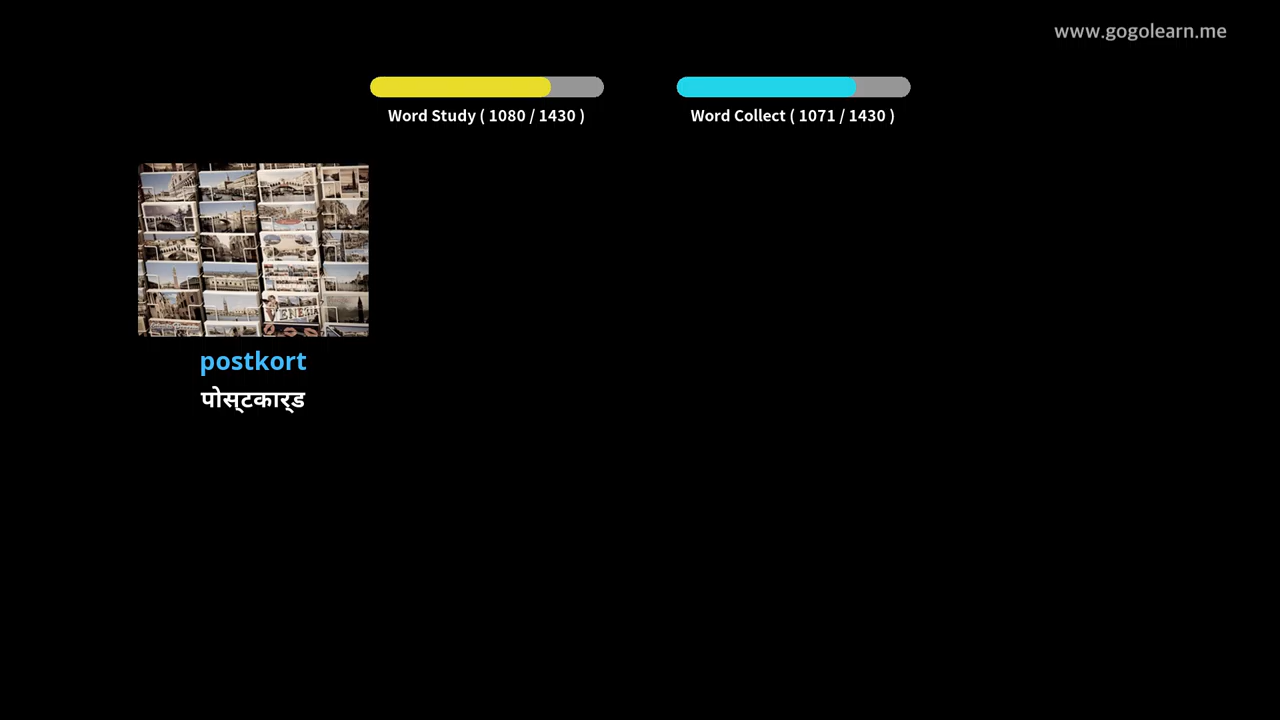 www.gogolearn.me
Word Study ( 1080 / 1430 )
Word Collect ( 1071 / 1430 )
postkort
पोस्टकार्ड